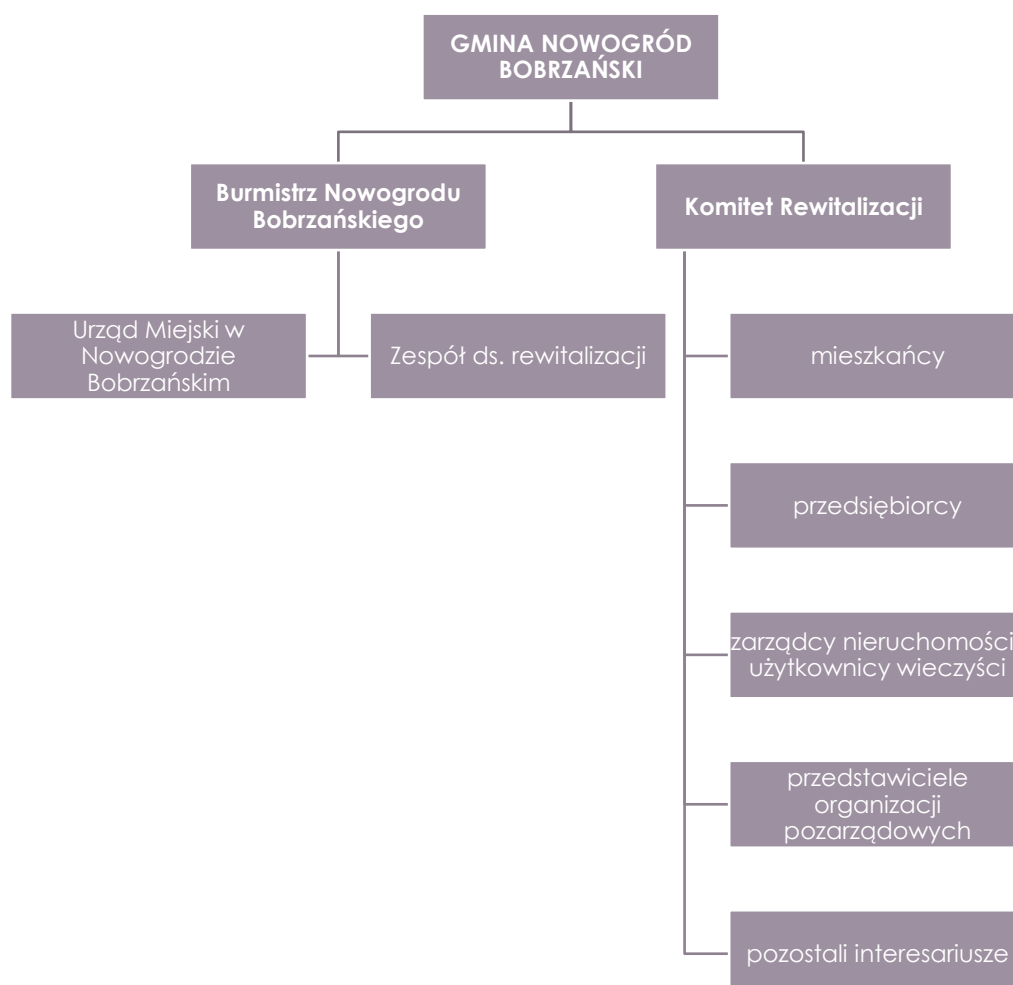 GMINA NOWOGRÓD
BOBRZAŃSKI
Burmistrz Nowogrodu
Bobrzańskiego
Komitet Rewitalizacji
Urząd Miejski w
Nowogrodzie
Bobrzańskim
Zespół ds. rewitalizacji
mieszkańcy
przedsiębiorcy
zarządcy nieruchomości
użytkownicy wieczyści
przedstawiciele
organizacji
pozarządowych
pozostali interesariusze